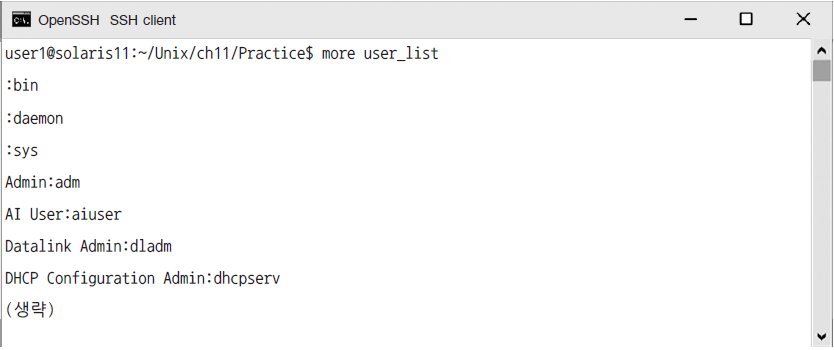 OpenSSH SSH client
user1@solaris11:~/Unix/ch11/Practice$ more user_list
:bin
:daemon
:sys
Admin:adm
AI User:aiuser
Datalink Admin:dladm
DHCP Configuration Admin:dhcpserv
(생략)